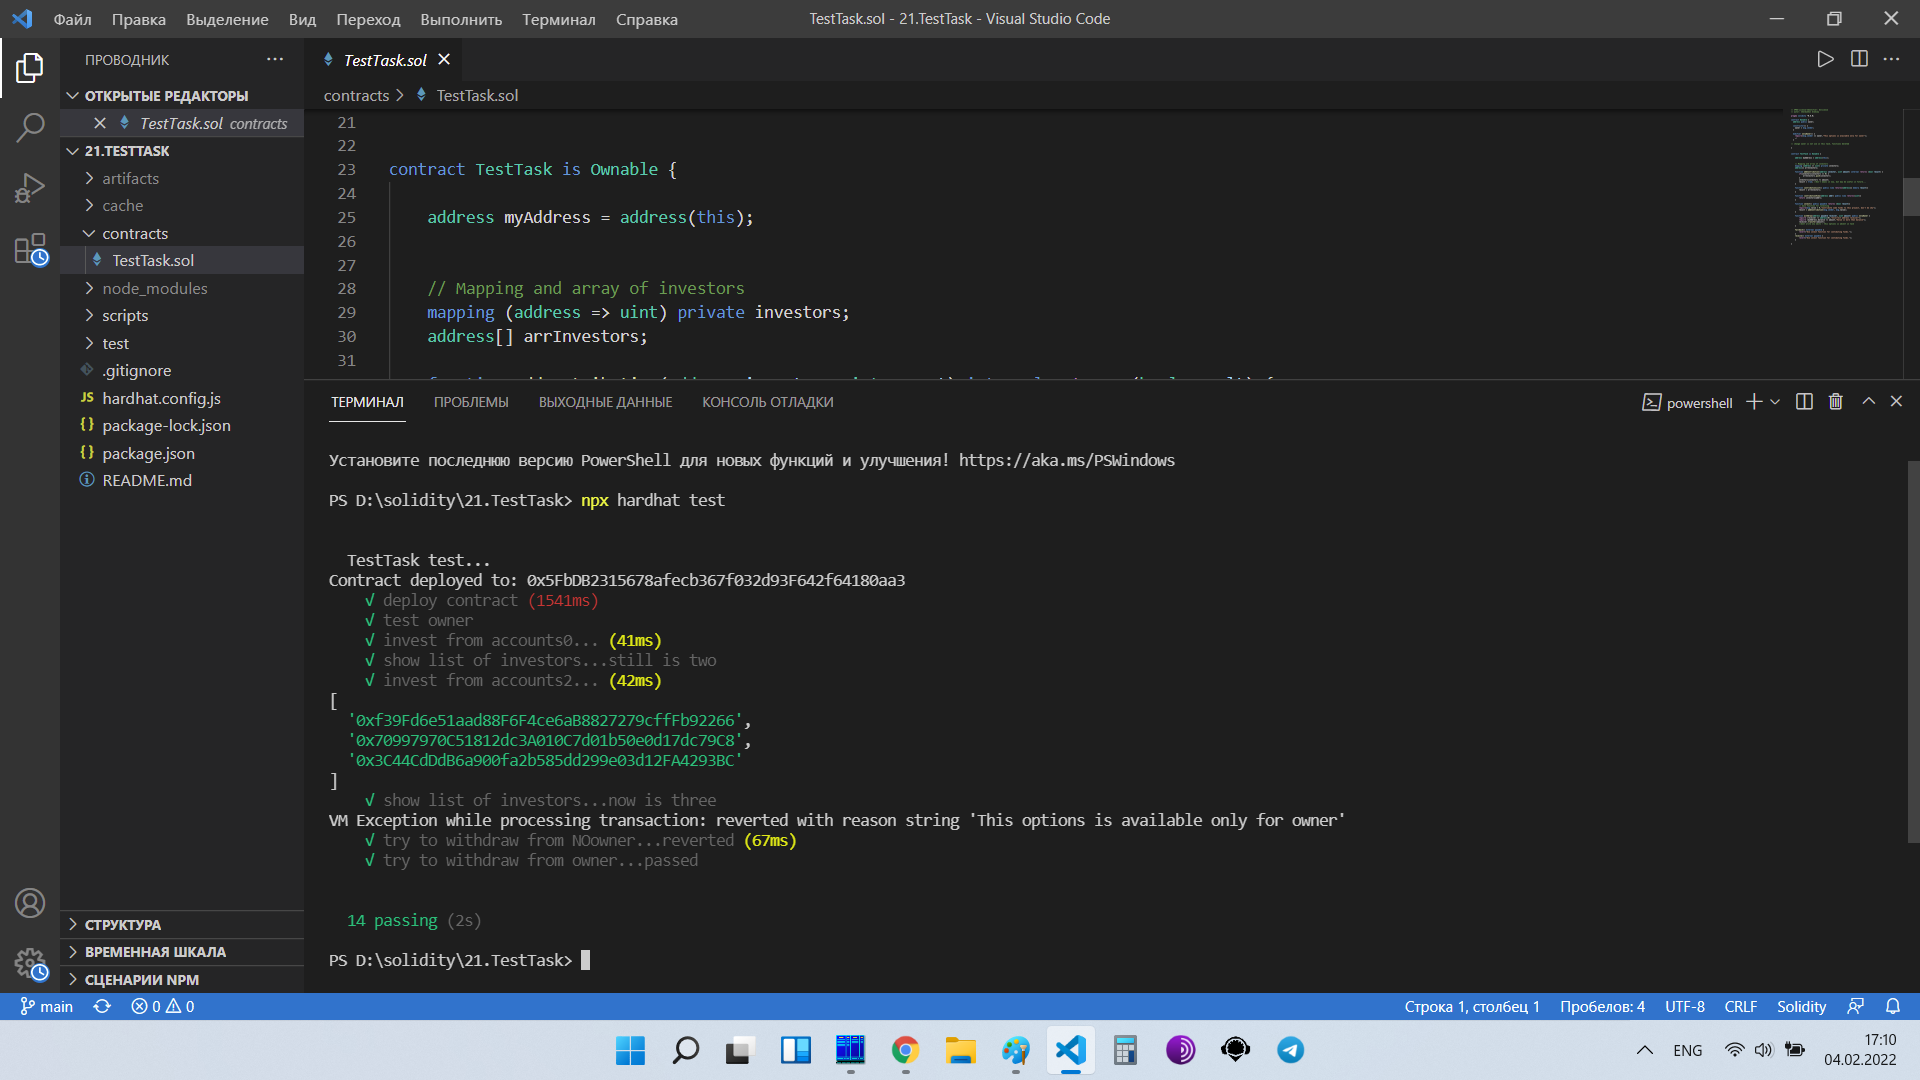 Файл Правка Выделение Вид Переход Выполнить Терминал Справка
TestTask.sol - 21.TestTask - Visual Studio Code
ПРОВОДНИК
ОТКРЫТЫЕ РЕДАКТОРЫ
TestTask.sol contracts
21.TESTTASK
artifacts
cache
contracts
TestTask.sol
node_modules
scripts
test
.gitignore
JS hardhat.config.js
{} package-lock.json
{} package.json
README.md
СТРУКТУРА
ВРЕМЕННАЯ ШКАЛА
СЦЕНАРИИ NPM
TestTask.sol
contracts > TestTask.sol
21
22
23 contract TestTask is Ownable {
24
25 address myAddress = address(this);
26
27
28 // Mapping and array of investors
29 mapping (address => uint) private investors;
30 address[] arrInvestors;
31
ТЕРМИНАЛ ПРОБЛЕМЫ ВЫХОДНЫЕ ДАННЫЕ КОНСОЛЬ ОТЛАДКИ
powershell
Установите последнюю версию PowerShell для новых функций и улучшения! https://aka.ms/PSWindows
PS D:\solidity\21.TestTask> npx hardhat test
TestTask test...
Contract deployed to: 0x5FbDB2315678afecb367f032d93F642f64180aa3
√ deploy contract (1541ms)
√ test owner
√ invest from accounts0... (41ms)
√ show list of investors...still is two
√ invest from accounts2... (42ms)
[
'0xf39Fd6e51aad88F6F4ce6aB8827279cffFb92266',
'0x70997970C51812dc3A010C7d01b50e0d17dc79C8',
'0x3C44CdDdB6a900fa2b585dd299e03d12FA4293BC'
]
√ show list of investors...now is three
VM Exception while processing transaction: reverted with reason string 'This options is available only for owner'
√ try to withdraw from NOowner...reverted (67ms)
√ try to withdraw from owner...passed
14 passing (2s)
PS D:\solidity\21.TestTask>
main 0 0
Строка 1, столбец 1 Пробелов: 4 UTF-8 CRLF Solidity
ENG
17:10
04.02.2022